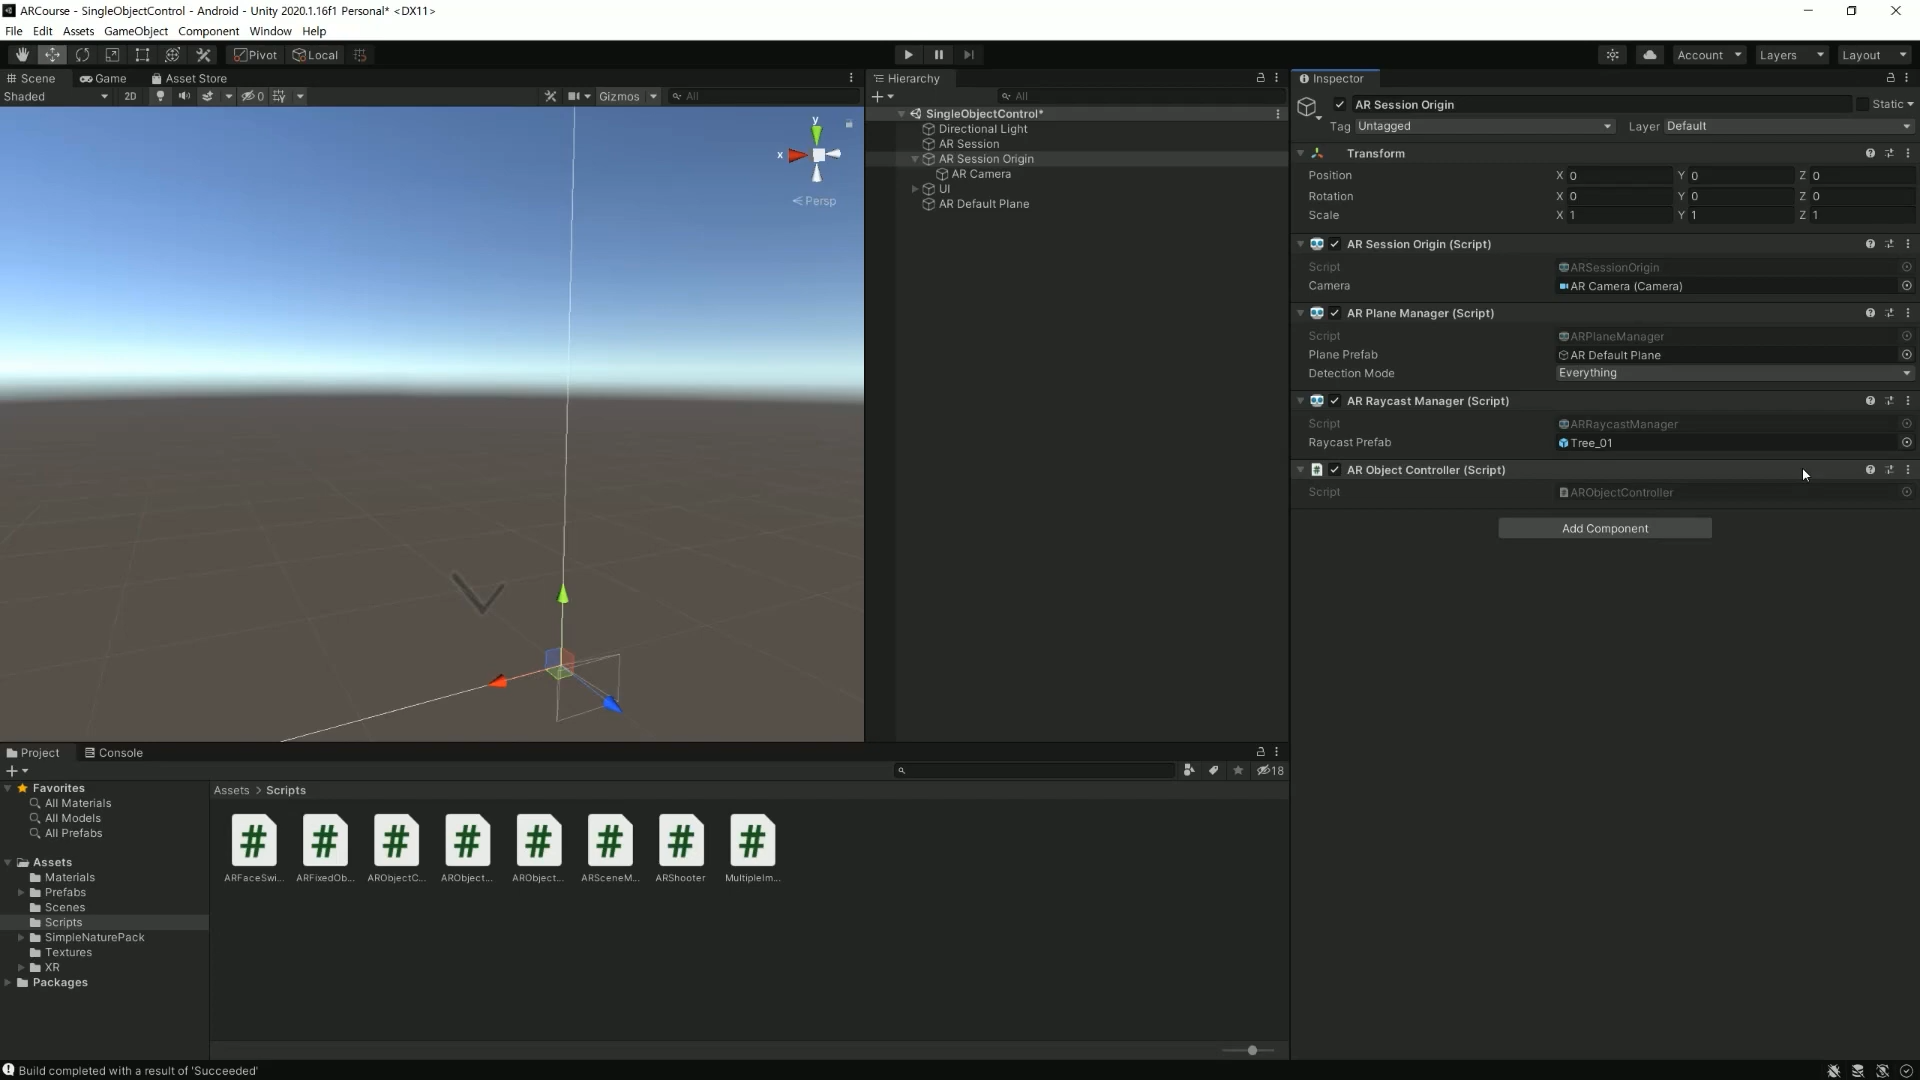 ARCourse - SingleObjectControl - Android - Unity 2020.1.16f1 Personal* <DX11>
File Edit Assets GameObject Component Window Help
Pivot Local Account Layers Layout
Scene Game Asset Store
Shaded 2D 0 Gizmos All
Hierarchy
All
SingleObjectControl*
Directional Light
AR Session
AR Session Origin
AR Camera
UI
AR Default Plane
y
x
Persp
Inspector
AR Session Origin Static
Tag Untagged Layer Default
Transform
Position X 0 Y 0 Z 0
Rotation X 0 Y 0 Z 0
Scale X 1 Y 1 Z 1
AR Session Origin (Script)
Script ARSessionOrigin
Camera AR Camera (Camera)
AR Plane Manager (Script)
Script ARPlaneManager
Plane Prefab AR Default Plane
Detection Mode Everything
AR Raycast Manager (Script)
Script ARRaycastManager
Raycast Prefab Tree_01
AR Object Controller (Script)
Script ARObjectController
Add Component
Project Console
18
Favorites
All Materials
All Models
All Prefabs
Assets
Materials
Prefabs
Scenes
Scripts
SimpleNaturePack
Textures
XR
Packages
Assets > Scripts
ARFaceSwi... ARFixedOb... ARObjectC... ARObject... ARObject... ARSceneM... ARShooter MultipleIm...
Build completed with a result of 'Succeeded'